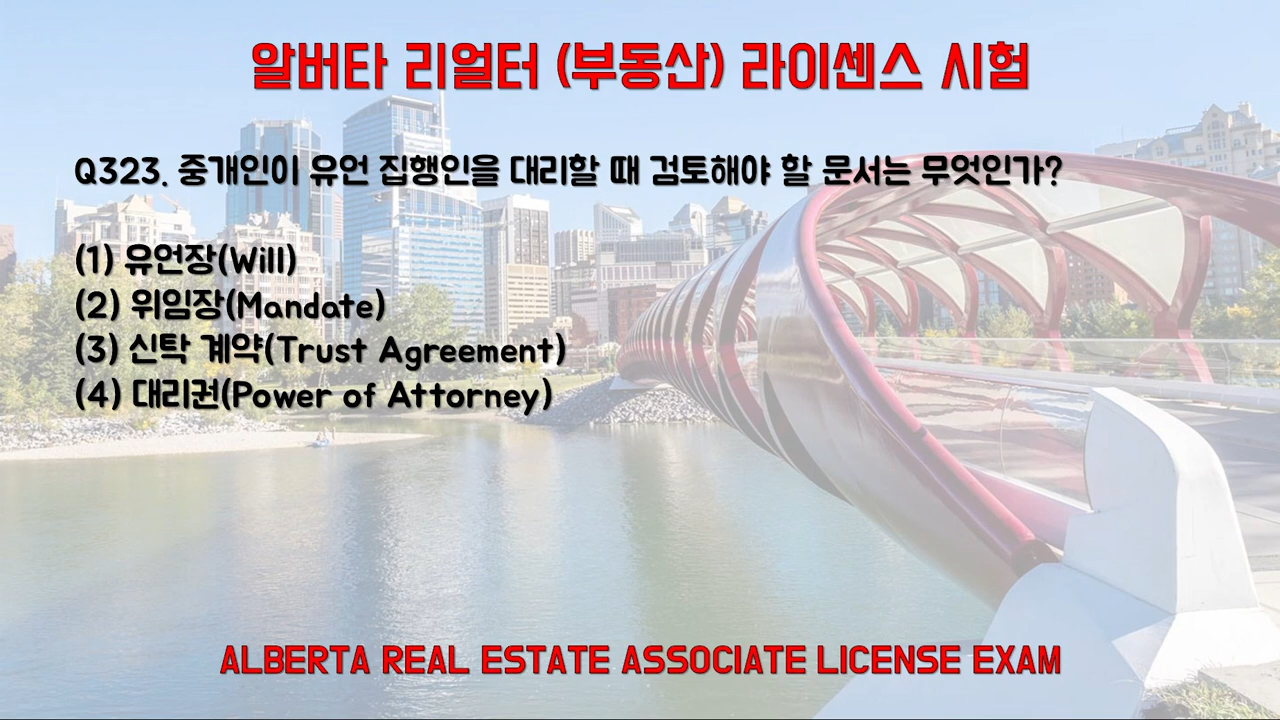 알버타 리얼터 (부동산) 라이센스 시험
Q323. 중개인이 유언 집행인을 대리할 때 검토해야 할 문서는 무엇인가?
(1) 유언장(Will)
(2) 위임장(Mandate)
(3) 신탁 계약(Trust Agreement)
(4) 대리권(Power of Attorney)
ALBERTA REAL ESTATE ASSOCIATE LICENSE EXAM